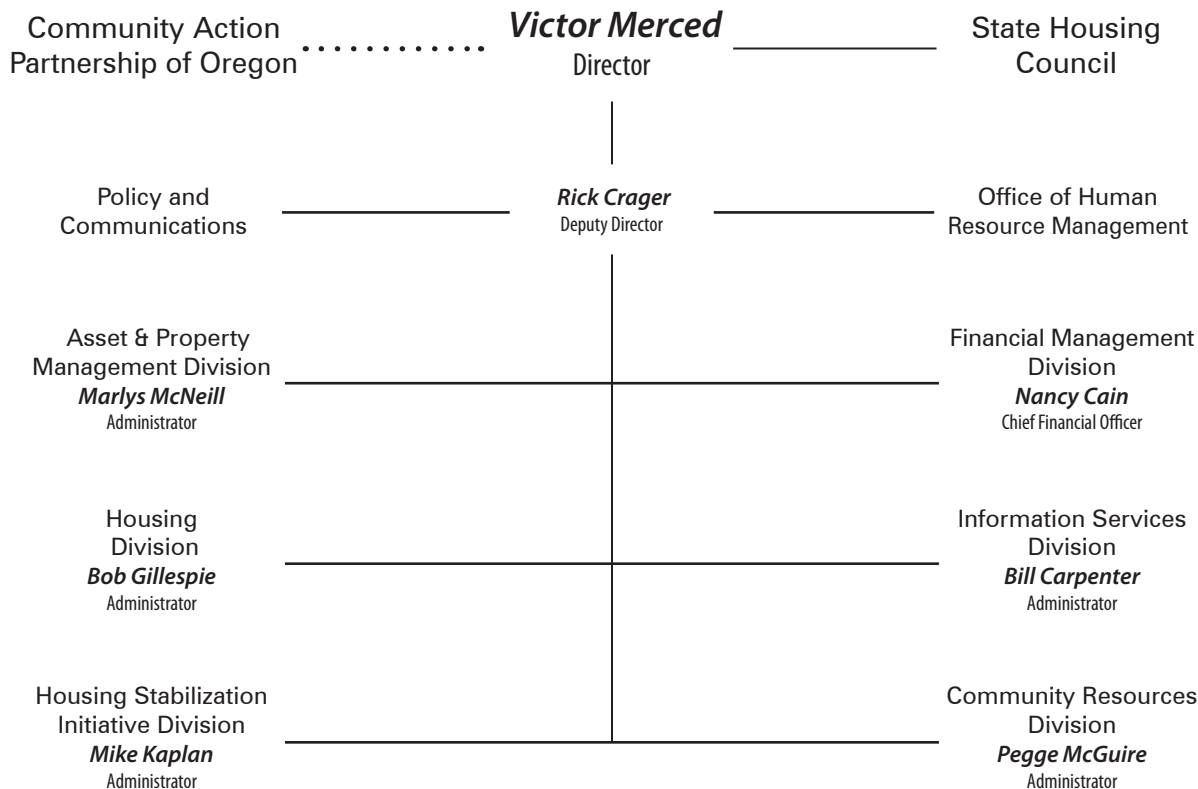 Community Action
Partnership of Oregon
Victor Merced
Director
State Housing
Council
Policy and
Communications
Rick Crager
Deputy Director
Office of Human
Resource Management
Asset & Property
Management Division
Marlys McNeill
Administrator
Financial Management
Division
Nancy Cain
Chief Financial Officer
Housing
Division
Bob Gillespie
Administrator
Information Services
Division
Bill Carpenter
Administrator
Housing Stabilization
Initiative Division
Mike Kaplan
Administrator
Community Resources
Division
Pegge McGuire
Administrator